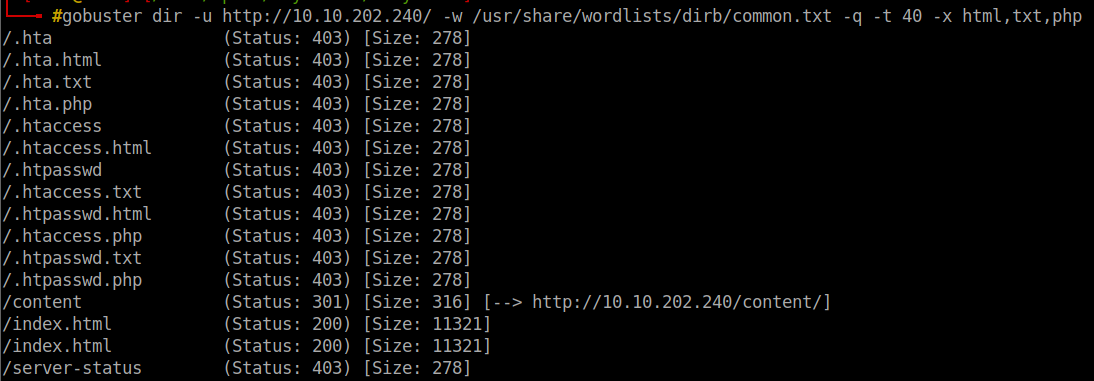 #gobuster dir -u http://10.10.202.240/ -w /usr/share/wordlists/dirb/common.txt -q -t 40 -x html,txt,php
/.hta (Status: 403) [Size: 278]
/.hta.html (Status: 403) [Size: 278]
/.hta.txt (Status: 403) [Size: 278]
/.hta.php (Status: 403) [Size: 278]
/.htaccess (Status: 403) [Size: 278]
/.htaccess.html (Status: 403) [Size: 278]
/.htpasswd (Status: 403) [Size: 278]
/.htaccess.txt (Status: 403) [Size: 278]
/.htpasswd.html (Status: 403) [Size: 278]
/.htaccess.php (Status: 403) [Size: 278]
/.htpasswd.txt (Status: 403) [Size: 278]
/.htpasswd.php (Status: 403) [Size: 278]
/content (Status: 301) [Size: 316] [--> http://10.10.202.240/content/]
/index.html (Status: 200) [Size: 11321]
/index.html (Status: 200) [Size: 11321]
/server-status (Status: 403) [Size: 278]